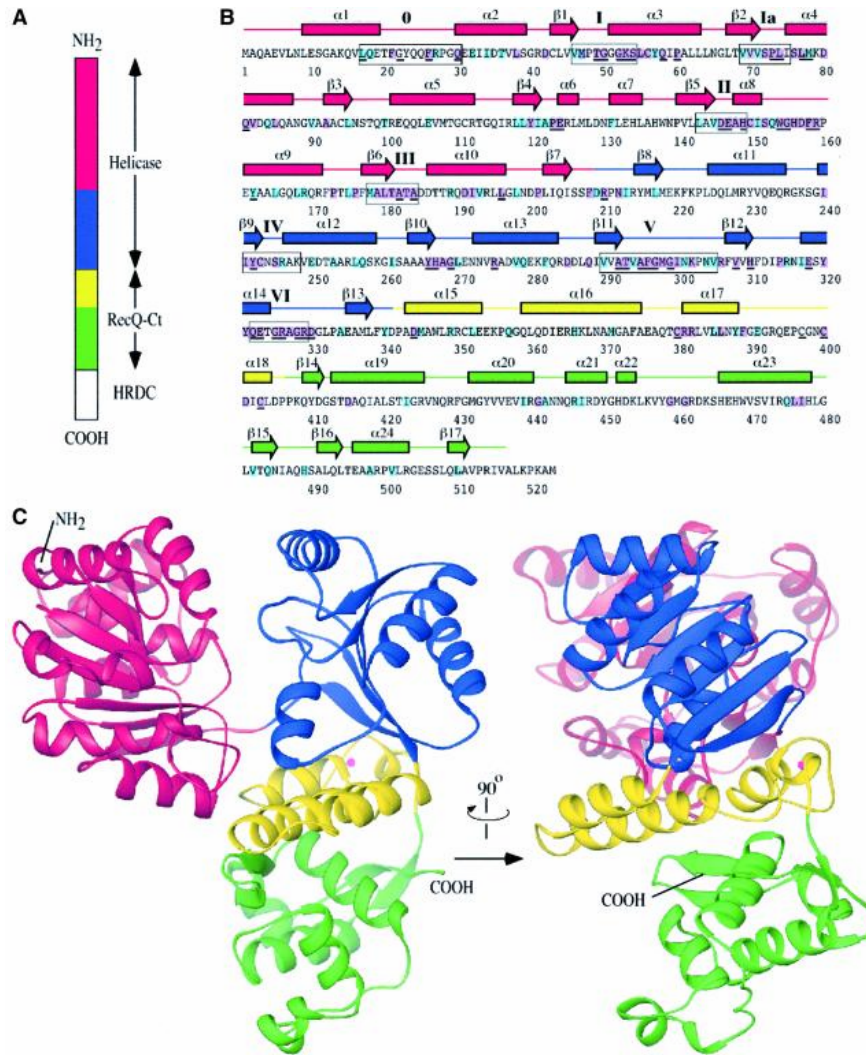 A
NH2
Helicase
RecQ-Ct
HRDC
COOH
B
α1 0 α2 β1 I α3 β2 Ia α4
MAQAEVLNLESGAKQVLQETFGYQQFRPGQEEIIDTVLSGRDCLVVMPTGGGKSLCYQIPALLLNGLTVVVSPLISLMKD
1 10 20 30 40 50 60 70 80
β3 α5 β4 α6 α7 β5 II α8
QVDQLQANGVAAACLNSTQTREQQLEVMTGCRTGQIRLLYIAPERLMLDNFLEHLAHWNPVLLAVDEAHCISQWGHDFRP
90 100 110 120 130 140 150 160
α9 β6 III α10 β7 β8 α11
EYAALGQLRQRFPTLPFMALTATADDTTRQDIVRLLGLNDPLIQISSFDRPNIRYMLMEKFKPLDQLMRYVQEQRGKSGI
170 180 190 200 210 220 230 240
β9 IV α12 β10 α13 β11 V β12
IYCNSRAKVEDTAARLQSKGISAAAYHAGLENNVRADVQEKFQRDDLQIVVATVAFGMGINKPNVRFVVHFDIPRNIESY
250 260 270 280 290 300 310 320
α14 VI β13 α15 α16 α17
YQETGRAGRDGLPAEAMLFYDPADMANLRRCLEEKPQGQLQDIERHKLNAMGAFAEAQTCRRLVLLNYFGEGRQEPCGNC
330 340 350 360 370 380 390 400
α18 β14 α19 α20 α21 α22 α23
DICLDPPKQYDGSTDAQIALSTIGRVNQRFGMGYVVEVIRGANNQRIRDYGHDKLKVYGMGRDKSHEHWVSVIRQLIHLG
410 420 430 440 450 460 470 480
β15 β16 α24 β17
LVTQNIAQHSALQLTEAARPVLRGESSLQLAVPRIVALKPKAM
490 500 510 520
C
NH2
90°
COOH
COOH